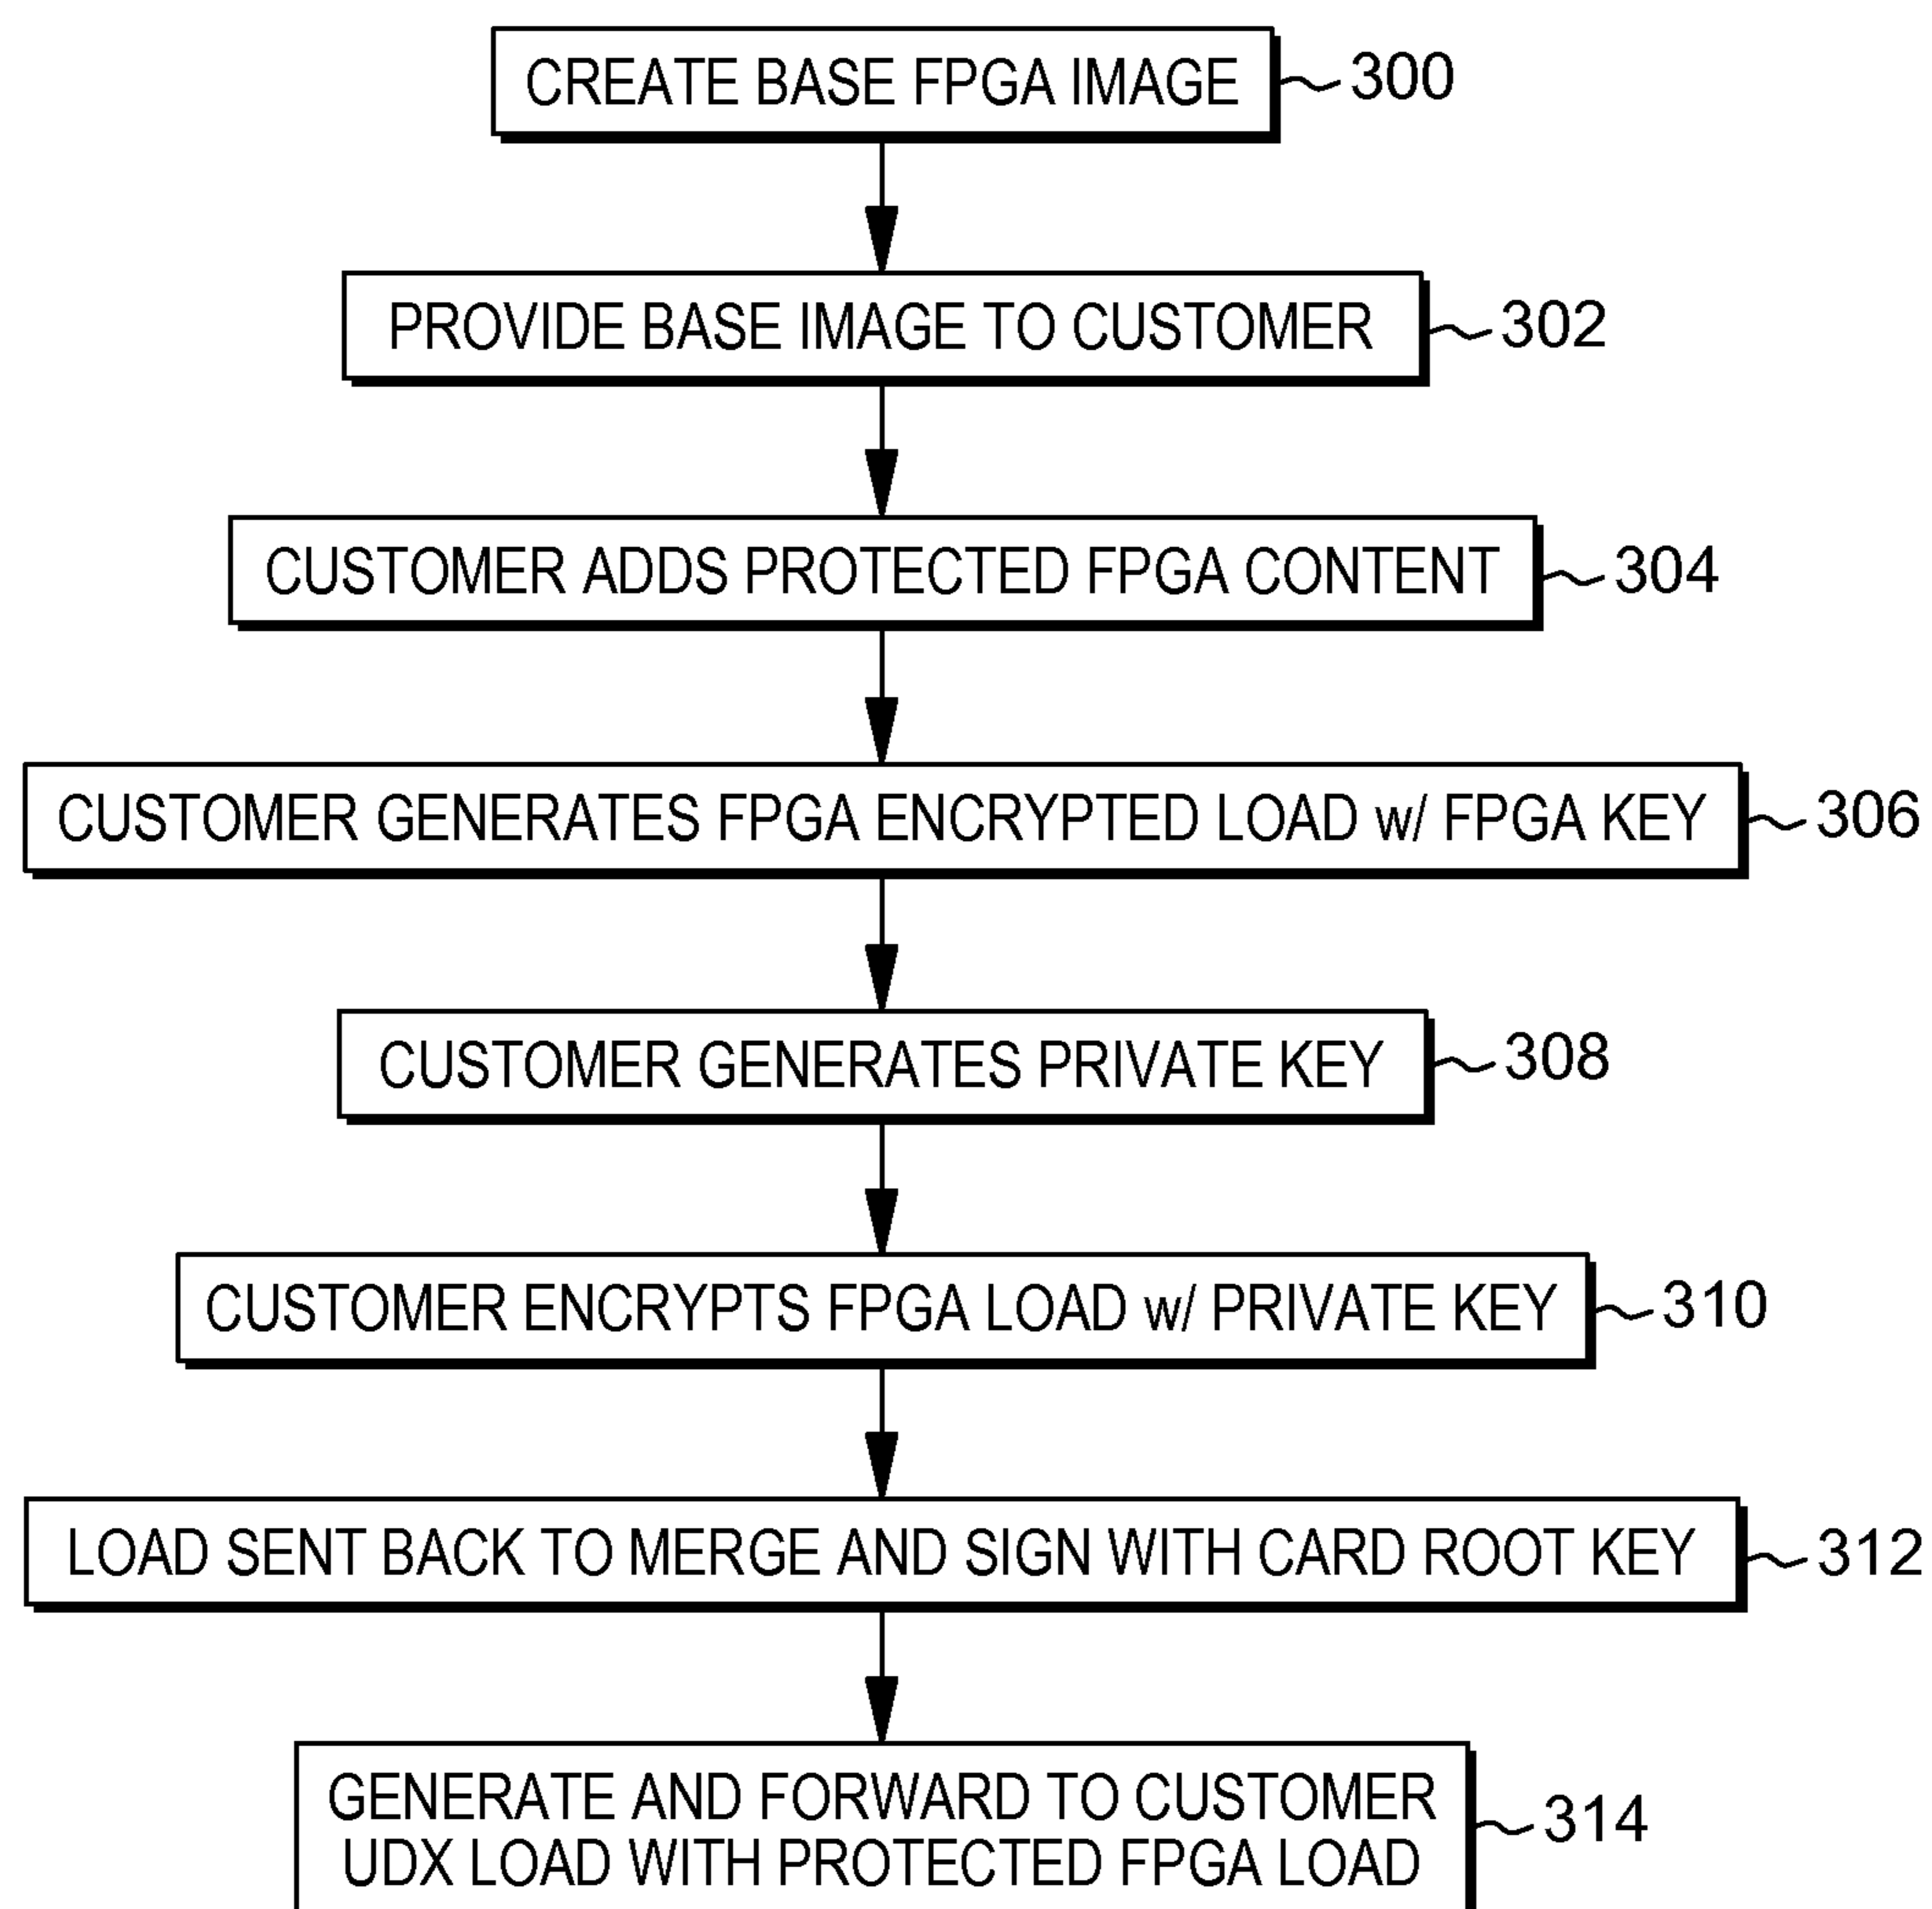 CREATE BASE FPGA IMAGE 300
PROVIDE BASE IMAGE TO CUSTOMER 302
CUSTOMER ADDS PROTECTED FPGA CONTENT 304
CUSTOMER GENERATES FPGA ENCRYPTED LOAD w/ FPGA KEY 306
CUSTOMER GENERATES PRIVATE KEY 308
CUSTOMER ENCRYPTS FPGA LOAD w/ PRIVATE KEY 310
LOAD SENT BACK TO MERGE AND SIGN WITH CARD ROOT KEY 312
GENERATE AND FORWARD TO CUSTOMER
UDX LOAD WITH PROTECTED FPGA LOAD 314